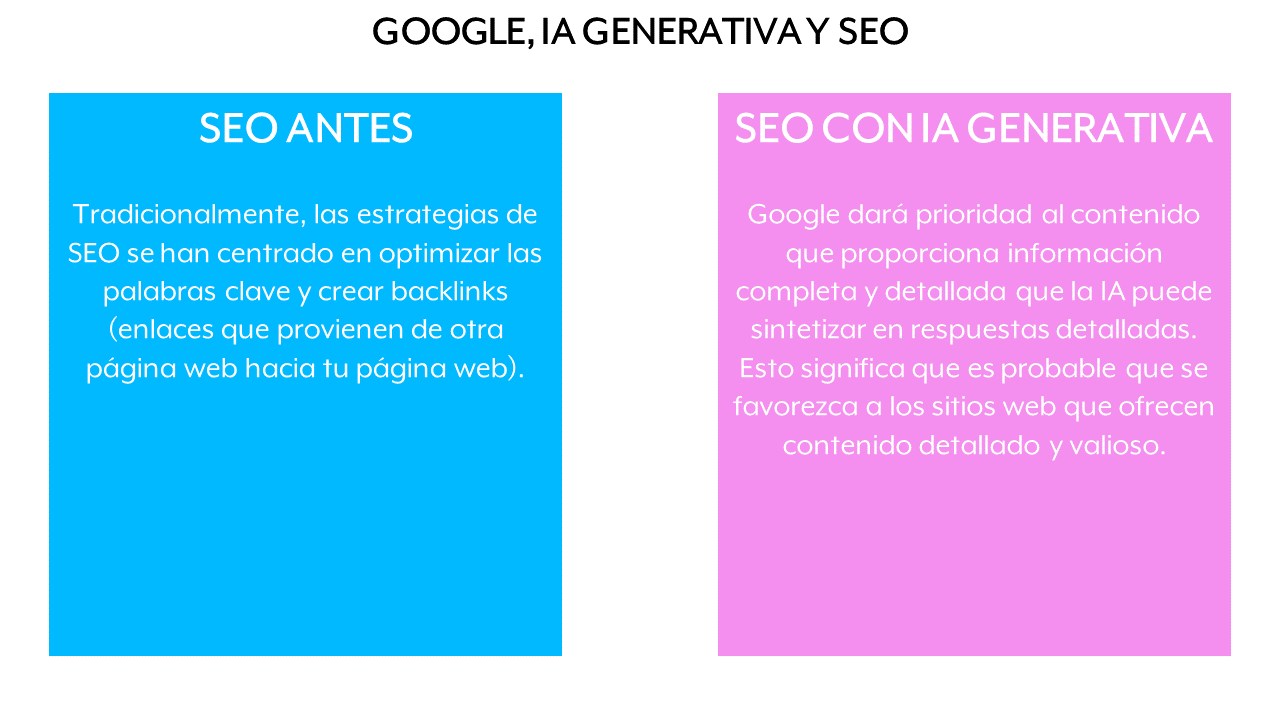 GOOGLE, IA GENERATIVA Y SEO
SEO ANTES
Tradicionalmente, las estrategias de
SEO se han centrado en optimizar las
palabras clave y crear backlinks
(enlaces que provienen de otra
página web hacia tu página web).
SEO CON IA GENERATIVA
Google dará prioridad al contenido
que proporciona información
completa y detallada que la IA puede
sintetizar en respuestas detalladas.
Esto significa que es probable que se
favorezca a los sitios web que ofrecen
contenido detallado y valioso.